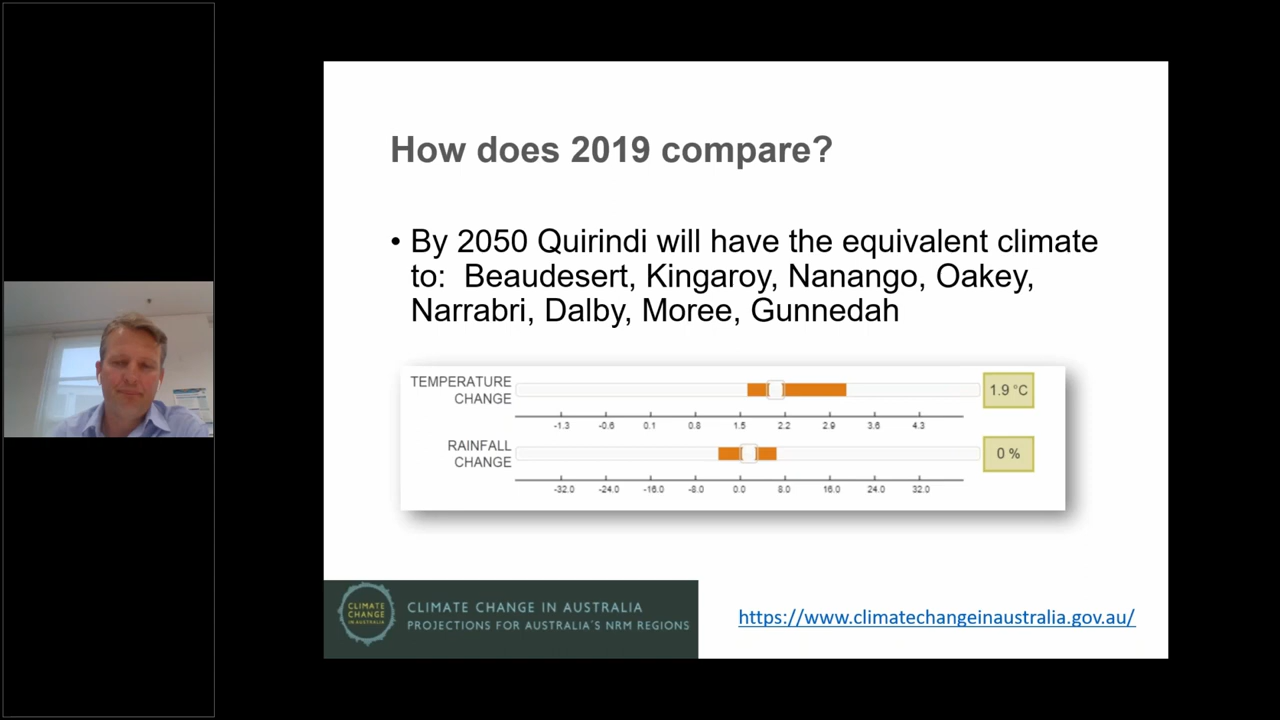 How does 2019 compare?
• By 2050 Quirindi will have the equivalent climate
to: Beaudesert, Kingaroy, Nanango, Oakey,
Narrabri, Dalby, Moree, Gunnedah
TEMPERATURE
CHANGE
1.9 °C
-1.3 -0.6 0.1 0.8 1.5 2.2 2.9 3.6 4.3
RAINFALL
CHANGE
0 %
-32.0 -24.0 -16.0 -8.0 0.0 8.0 16.0 24.0 32.0
CLIMATE
CHANGE
IN AUSTRALIA
CLIMATE CHANGE IN AUSTRALIA
PROJECTIONS FOR AUSTRALIA'S NRM REGIONS
https://www.climatechangeinaustralia.gov.au/